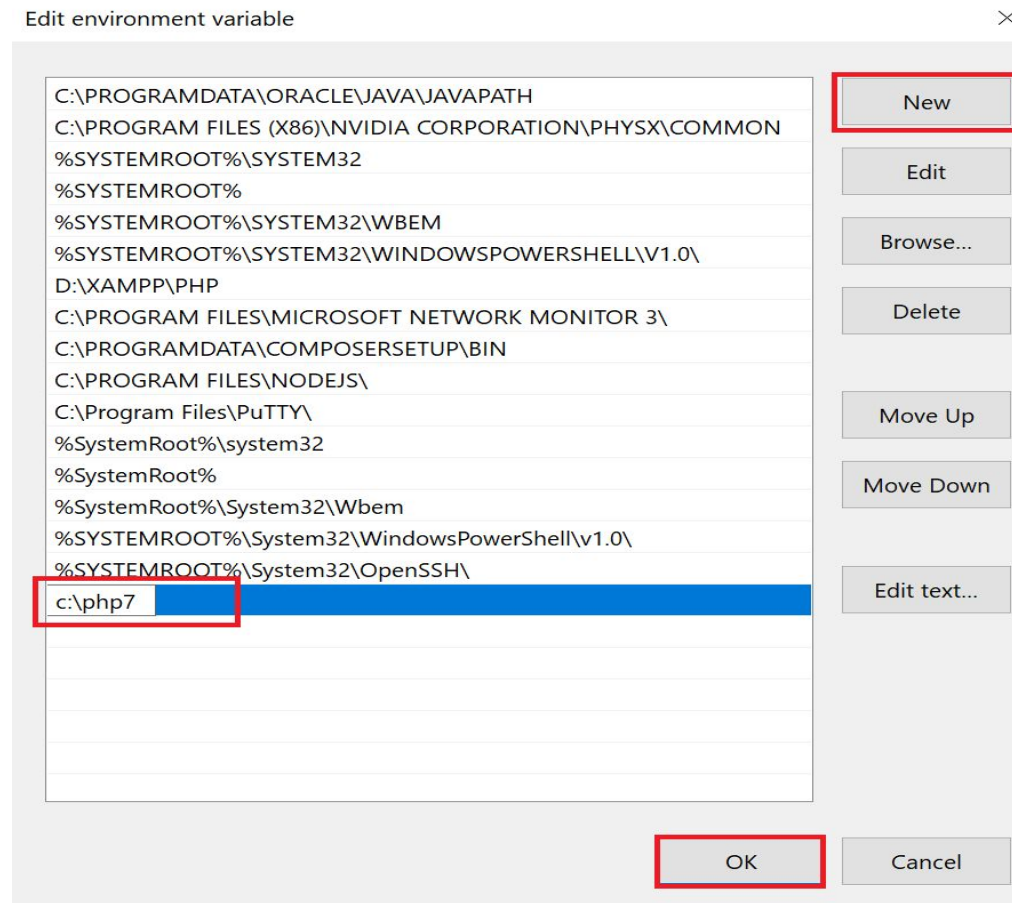 Edit environment variable
C:\PROGRAMDATA\ORACLE\JAVA\JAVAPATH
C:\PROGRAM FILES (X86)\NVIDIA CORPORATION\PHYSX\COMMON
%SYSTEMROOT%\SYSTEM32
%SYSTEMROOT%
%SYSTEMROOT%\SYSTEM32\WBEM
%SYSTEMROOT%\SYSTEM32\WINDOWSPOWERSHELL\V1.0\
D:\XAMPP\PHP
C:\PROGRAM FILES\MICROSOFT NETWORK MONITOR 3\
C:\PROGRAMDATA\COMPOSERSETUP\BIN
C:\PROGRAM FILES\NODEJS\
C:\Program Files\PuTTY\
%SystemRoot%\system32
%SystemRoot%
%SystemRoot%\System32\Wbem
%SYSTEMROOT%\System32\WindowsPowerShell\v1.0\
%SYSTEMROOT%\System32\OpenSSH\
c:\php7
New
Edit
Browse...
Delete
Move Up
Move Down
Edit text...
OK
Cancel